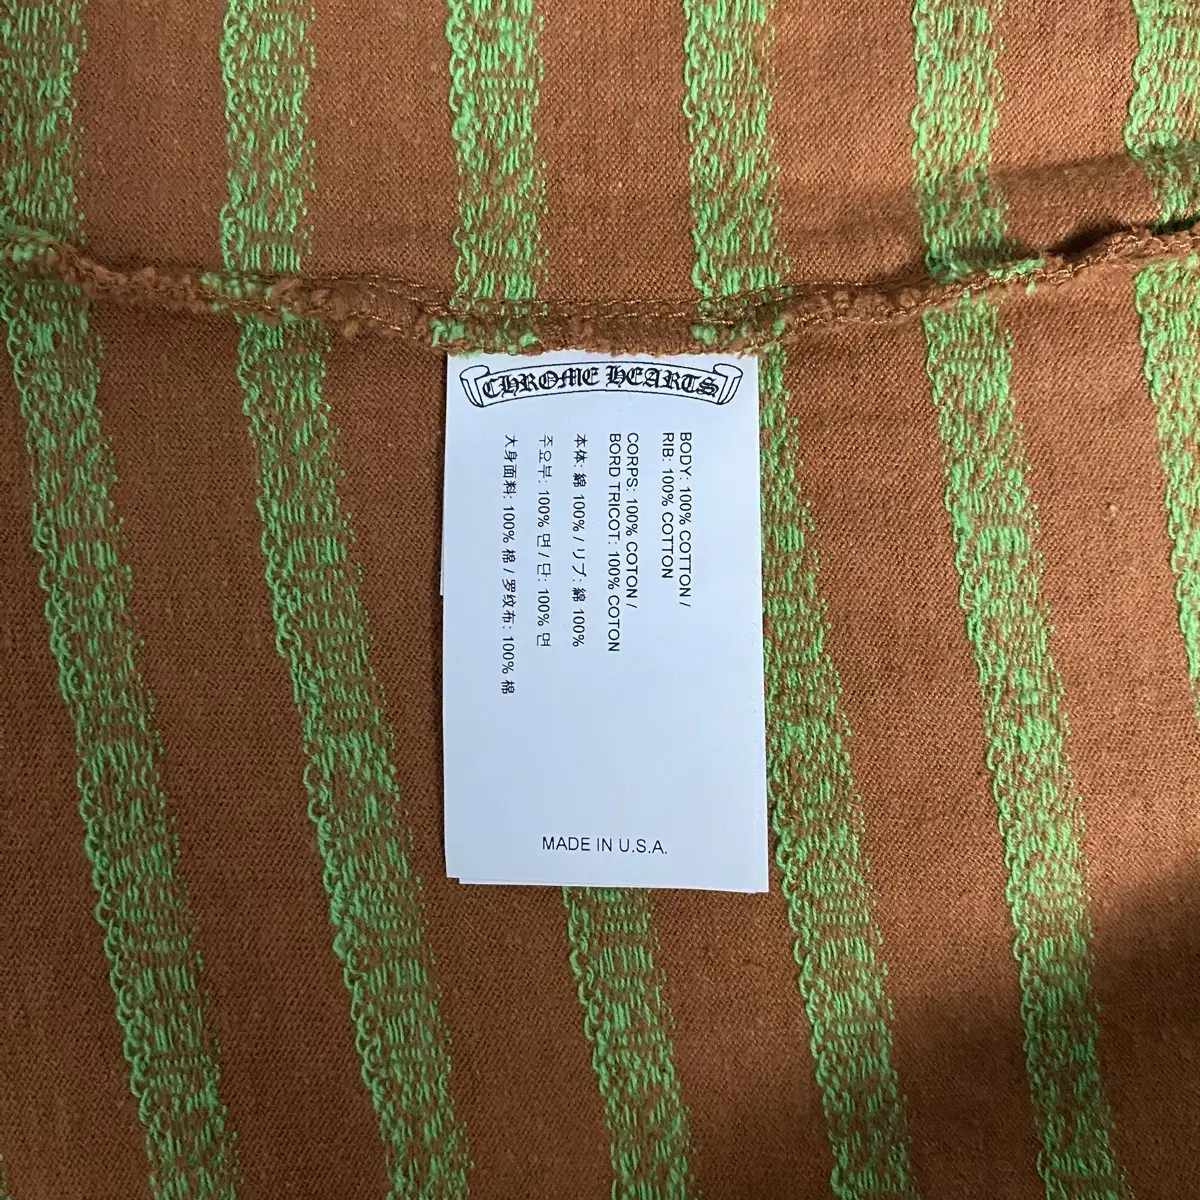 CHROME HEARTS
BODY: 100% COTTON /
RIB: 100% COTTON
CORPS: 100% COTON /
BORD TRICOT: 100% COTON
本体: 綿 100% / リブ: 綿 100%
주요부: 100% 면 / 단: 100% 면
大身面料: 100% 棉 / 罗纹布: 100% 棉
MADE IN U.S.A.